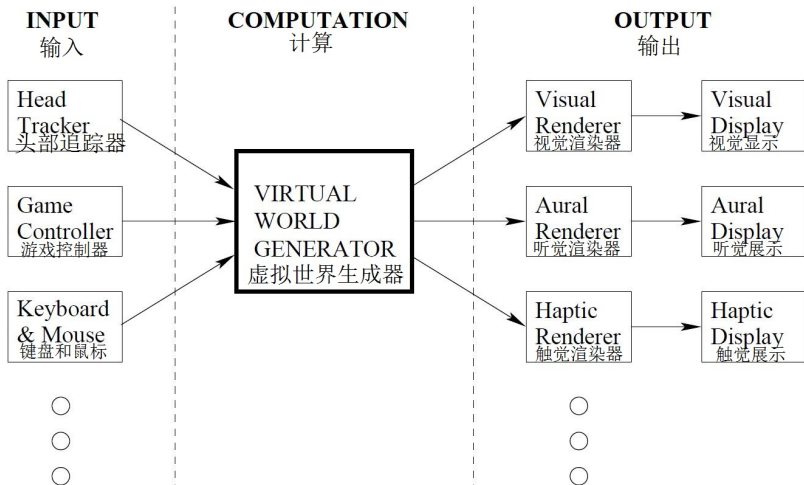 INPUT
输入
COMPUTATION
计算
OUTPUT
输出
Head
Tracker
头部追踪器
Game
Controller
游戏控制器
Keyboard
& Mouse
键盘和鼠标
VIRTUAL
WORLD
GENERATOR
虚拟世界生成器
Visual
Renderer
视觉渲染器
Visual
Display
视觉显示
Aural
Renderer
听觉渲染器
Aural
Display
听觉展示
Haptic
Renderer
触觉渲染器
Haptic
Display
触觉展示